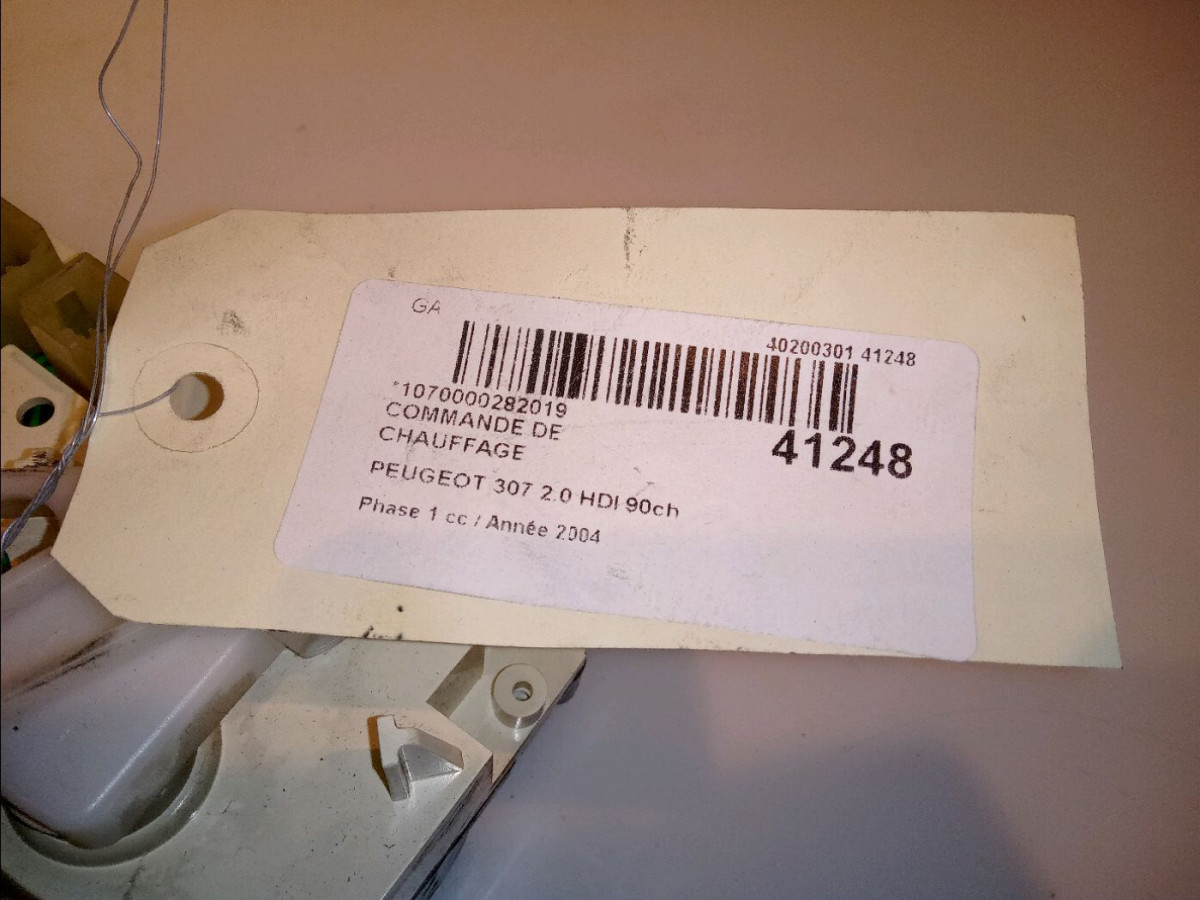 GA
40200301 41248
*1070000282019
41248
COMMANDE DE
CHAUFFAGE
PEUGEOT 307 2.0 HDI 90ch
Phase 1 cc / Année 2004